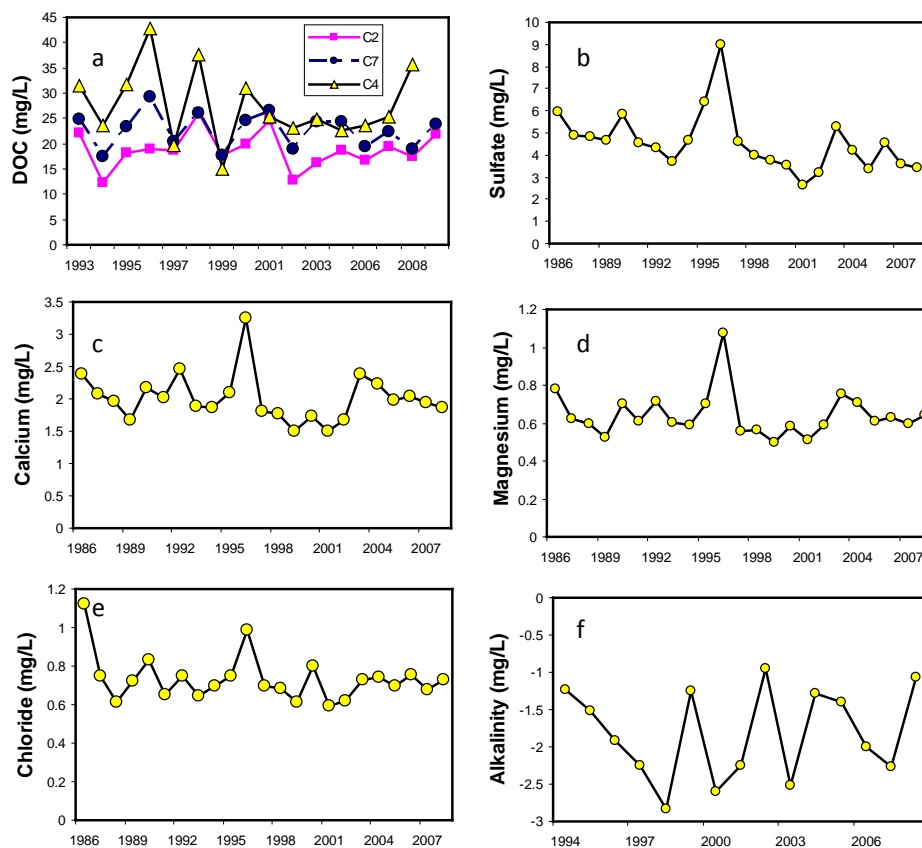 a
DOC (mg/L)
45
40
35
30
25
20
15
10
5
0
1993 1995 1997 1999 2001 2003 2006 2008
C2
C7
C4
b
Sulfate (mg/L)
10
9
8
7
6
5
4
3
2
1
0
1986 1989 1992 1995 1998 2001 2004 2007
c
Calcium (mg/L)
3.5
3
2.5
2
1.5
1
0.5
0
1986 1989 1992 1995 1998 2001 2004 2007
d
Magnesium (mg/L)
1.2
1
0.8
0.6
0.4
0.2
0
1986 1989 1992 1995 1998 2001 2004 2007
e
Chloride (mg/L)
1.2
1
0.8
0.6
0.4
0.2
0
1986 1989 1992 1995 1998 2001 2004 2007
f
Alkalinity (mg/L)
0
-0.5
-1
-1.5
-2
-2.5
-3
1994 1997 2000 2003 2006